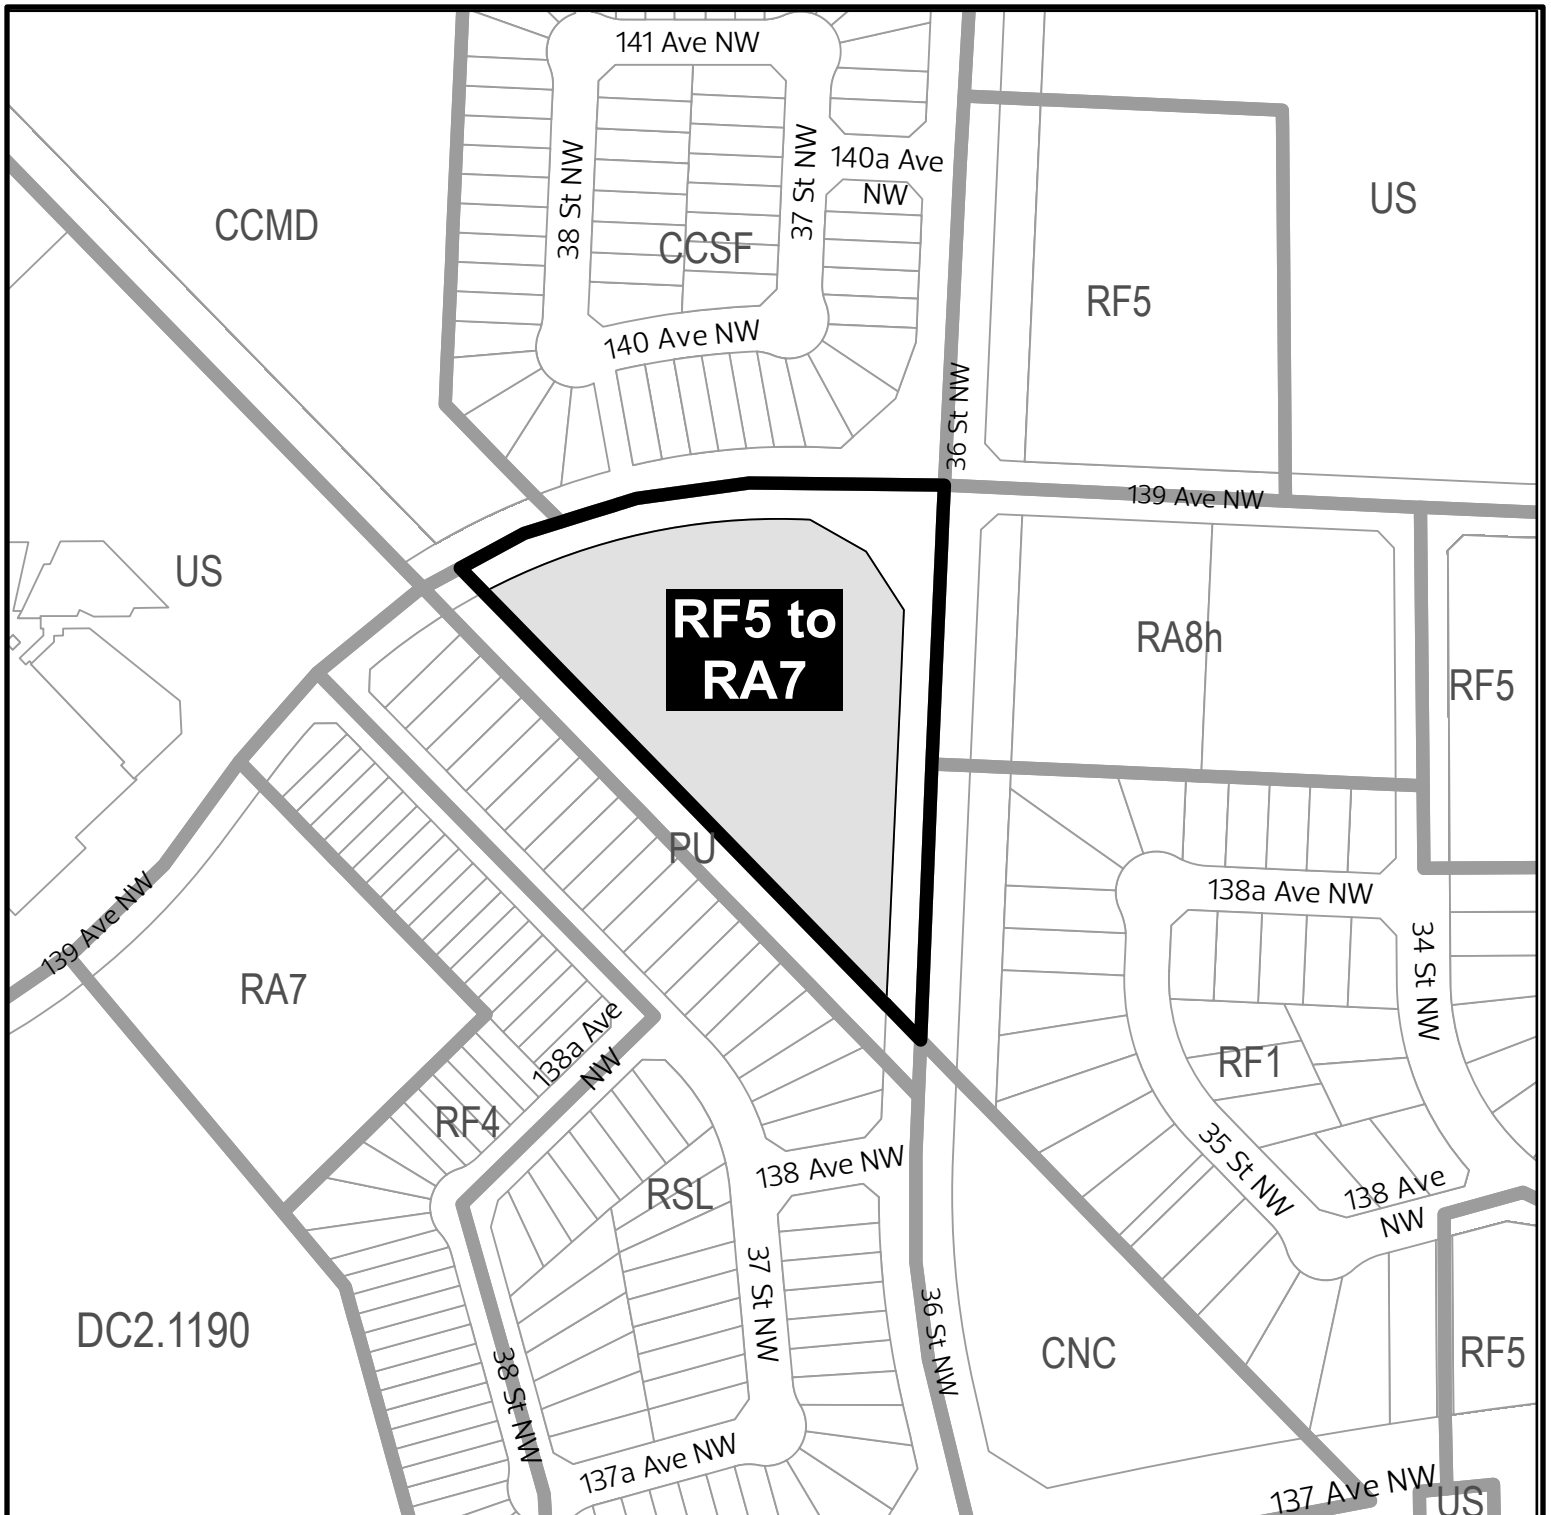 141 Ave NW
38 St NW
37 St NW
140a Ave
NW
CCMD
CCSF
US
RF5
140 Ave NW
36 St NW
139 Ave NW
US
RF5 to
RA7
RA8h
RF5
PU
138a Ave NW
139 Ave NW
34 St NW
RA7
138a Ave
NW
RF1
RF4
35 St NW
138 Ave NW
RSL
138 Ave
NW
37 St NW
DC2.1190
36 St NW
CNC
RF5
38 St NW
137a Ave NW
137 Ave NW
US